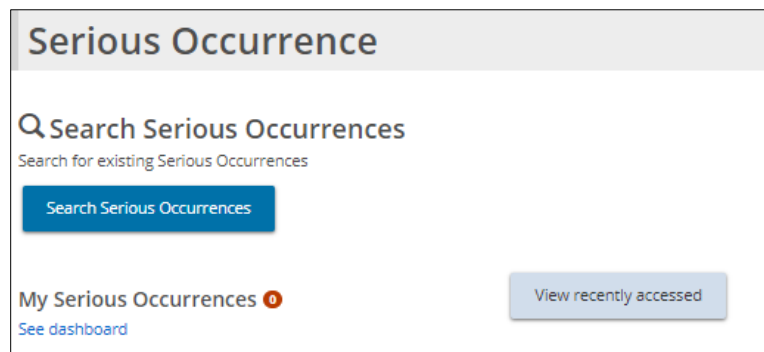 Serious Occurrence
Search Serious Occurrences
Search for existing Serious Occurrences
Search Serious Occurrences
My Serious Occurrences 0
View recently accessed
See dashboard